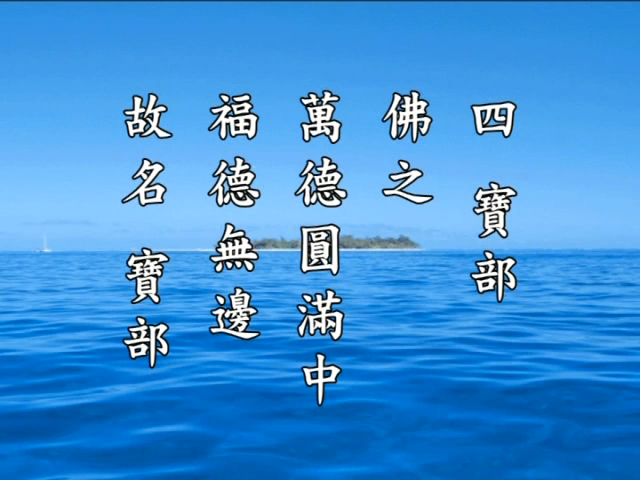 四 寶部
佛之
萬德圓滿中
福德無邊
故名 寶部